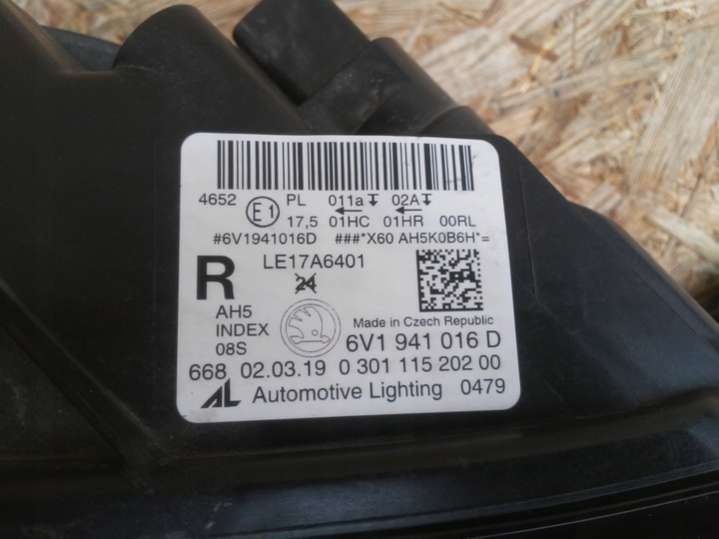 4652 E1 PL 011a 02A
17,5 01HC 01HR 00RL
#6V1941016D ###*X60 AH5K0B6H*=
R LE17A6401
24
AH5
INDEX
08S
Made in Czech Republic
6V1 941 016 D
668 02.03.19 0 301 115 202 00
AL Automotive Lighting 0479